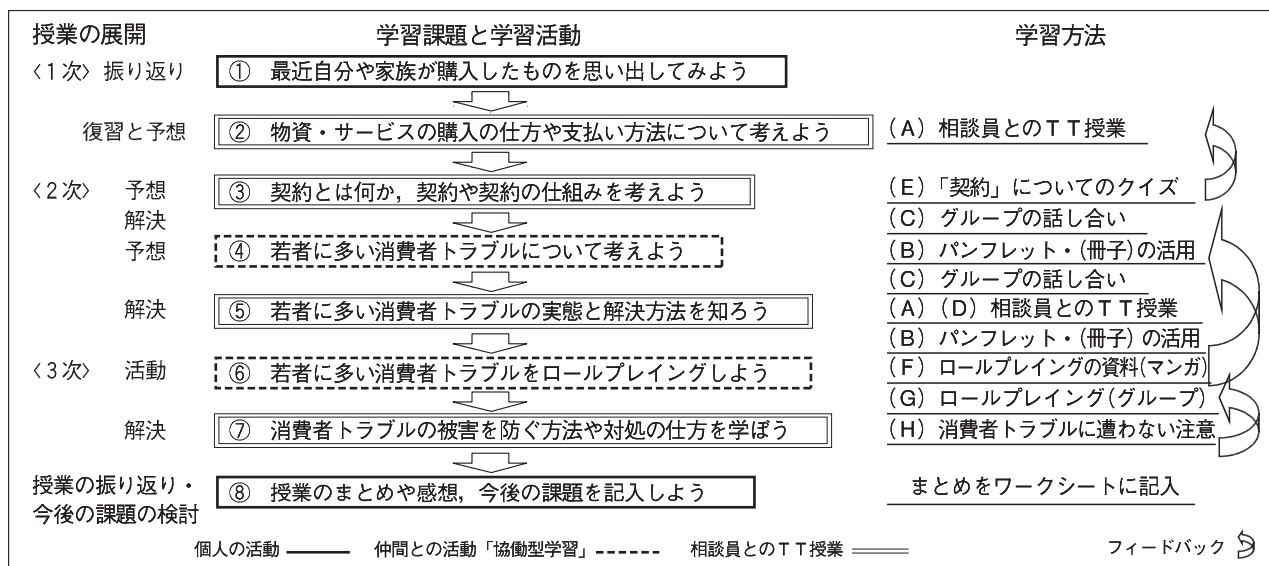 授業の展開 学習課題と学習活動 学習方法
〈1次〉 振り返り ① 最近自分や家族が購入したものを思い出してみよう
復習と予想 ② 物資・サービスの購入の仕方や支払い方法について考えよう (A) 相談員とのTT授業
〈2次〉 予想 ③ 契約とは何か,契約や契約の仕組みを考えよう (E)「契約」についてのクイズ
解決 (C) グループの話し合い
予想 ④ 若者に多い消費者トラブルについて考えよう (B) パンフレット・(冊子)の活用
(C) グループの話し合い
解決 ⑤ 若者に多い消費者トラブルの実態と解決方法を知ろう (A) (D) 相談員とのTT授業
(B) パンフレット・(冊子) の活用
〈3次〉 活動 ⑥ 若者に多い消費者トラブルをロールプレイングしよう (F) ロールプレイングの資料(マンガ)
(G) ロールプレイング(グループ)
解決 ⑦ 消費者トラブルの被害を防ぐ方法や対処の仕方を学ぼう (H) 消費者トラブルに遭わない注意
授業の振り返り・
今後の課題の検討 ⑧ 授業のまとめや感想,今後の課題を記入しよう まとめをワークシートに記入
個人の活動 仲間との活動「協働型学習」 相談員とのTT授業 フィードバック